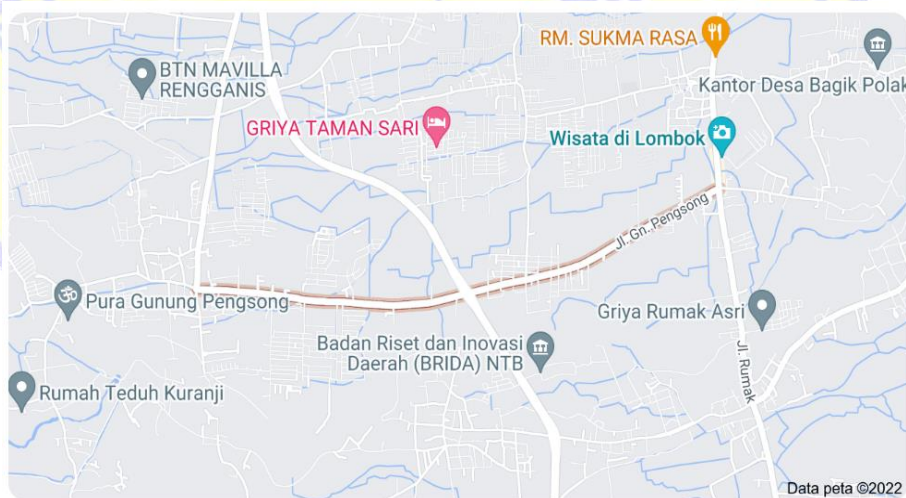 RM. SUKMA RASA
BTN MAVILLA
RENGGANIS
Kantor Desa Bagik Polak
GRIYA TAMAN SARI
Wisata di Lombok
Jl. Gn. Pengsong
Pura Gunung Pengsong
Griya Rumak Asri
Badan Riset dan Inovasi
Daerah (BRIDA) NTB
Jl. Rumak
Rumah Teduh Kuranji
Data peta ©2022